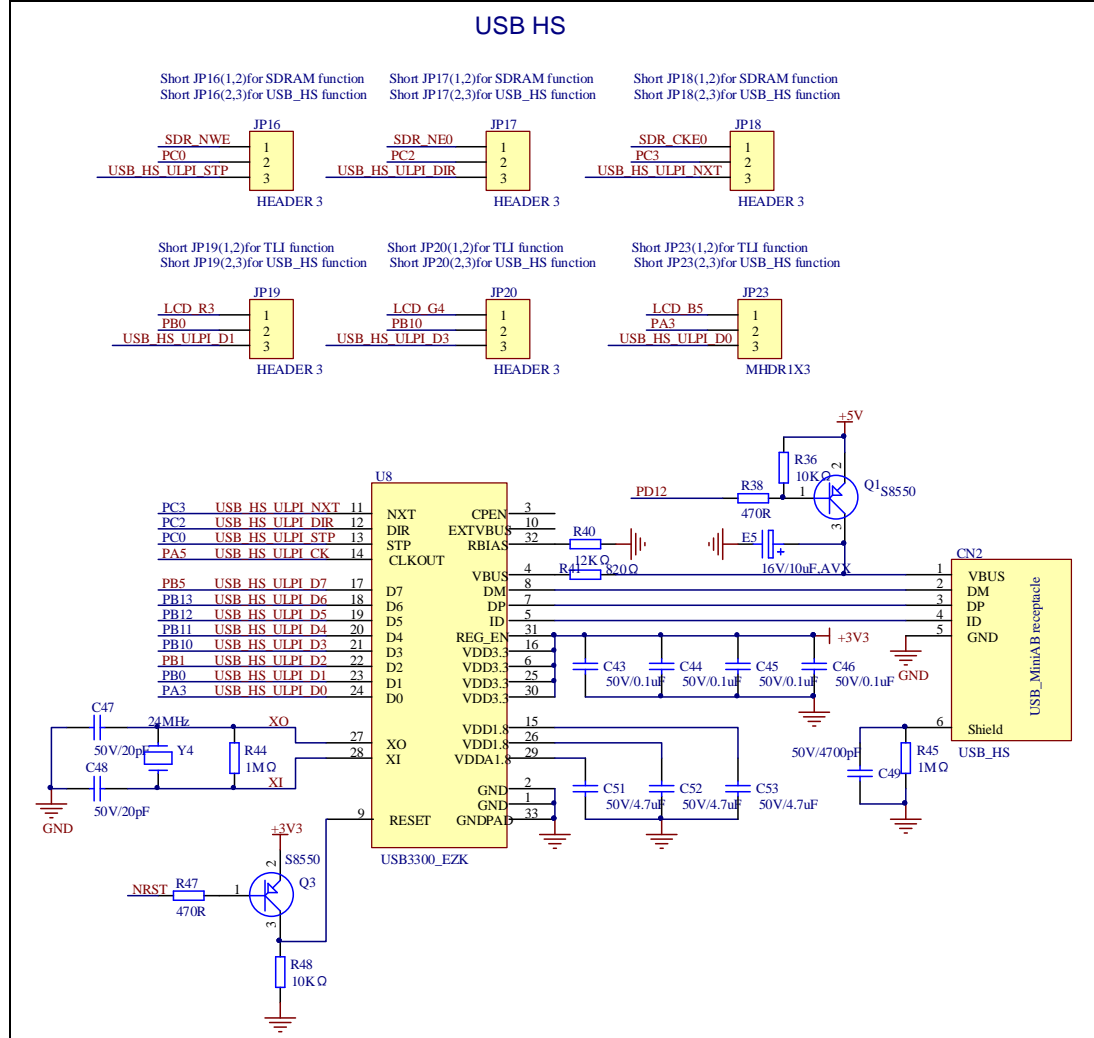 USB HS
Short JP16(1,2)for SDRAM function
Short JP16(2,3)for USB_HS function
Short JP17(1,2)for SDRAM function
Short JP17(2,3)for USB_HS function
Short JP18(1,2)for SDRAM function
Short JP18(2,3)for USB_HS function
JP16
SDR_NWE 1
PC0 2
USB_HS_ULPI_STP 3
HEADER 3
JP17
SDR_NE0 1
PC2 2
USB_HS_ULPI_DIR 3
HEADER 3
JP18
SDR_CKE0 1
PC3 2
USB_HS_ULPI_NXT 3
HEADER 3
Short JP19(1,2)for TLI function
Short JP19(2,3)for USB_HS function
Short JP20(1,2)for TLI function
Short JP20(2,3)for USB_HS function
Short JP23(1,2)for TLI function
Short JP23(2,3)for USB_HS function
JP19
LCD_R3 1
PB0 2
USB_HS_ULPI_D1 3
HEADER 3
JP20
LCD_G4 1
PB10 2
USB_HS_ULPI_D3 3
HEADER 3
JP23
LCD_B5 1
PA3 2
USB_HS_ULPI_D0 3
MHDR1X3
U8
PC3 USB_HS_ULPI_NXT 11 NXT
PC2 USB_HS_ULPI_DIR 12 DIR
PC0 USB_HS_ULPI_STP 13 STP
PA5 USB_HS_ULPI_CK 14 CLKOUT
PB5 USB_HS_ULPI_D7 17 D7
PB13 USB_HS_ULPI_D6 18 D6
PB12 USB_HS_ULPI_D5 19 D5
PB11 USB_HS_ULPI_D4 20 D4
PB10 USB_HS_ULPI_D3 21 D3
PB1 USB_HS_ULPI_D2 22 D2
PB0 USB_HS_ULPI_D1 23 D1
PA3 USB_HS_ULPI_D0 24 D0
XO 27 XO
XI 28 XI
9 RESET
CPEN 3
EXTVBUS 10
RBIAS 32
VBUS 4
DM 8
DP 7
ID 5
REG_EN 31
VDD3.3 16
VDD3.3 6
VDD3.3 25
VDD3.3 30
VDD1.8 15
VDD1.8 26
VDDA1.8 29
GND 2
GND 1
GNDPAD 33
USB3300_EZK
R40
12KΩ
R41 820Ω
+5V
R36
10KΩ
PD12
R38
470R
1
2
3
Q1 S8550
E5
+
16V/10uF,AVX
CN2
1 VBUS
2 DM
3 DP
4 ID
5 GND
6 Shield
USB_MiniAB receptacle
USB_HS
GND
+3V3
C43
50V/0.1uF
C44
50V/0.1uF
C45
50V/0.1uF
C46
50V/0.1uF
C51
50V/4.7uF
C52
50V/4.7uF
C53
50V/4.7uF
50V/4700pF
C49
R45
1MΩ
C47
50V/20pF
24MHz
Y4
R44
1MΩ
C48
50V/20pF
GND
+3V3
S8550
Q3
2
1
3
NRST
R47
470R
R48
10KΩ